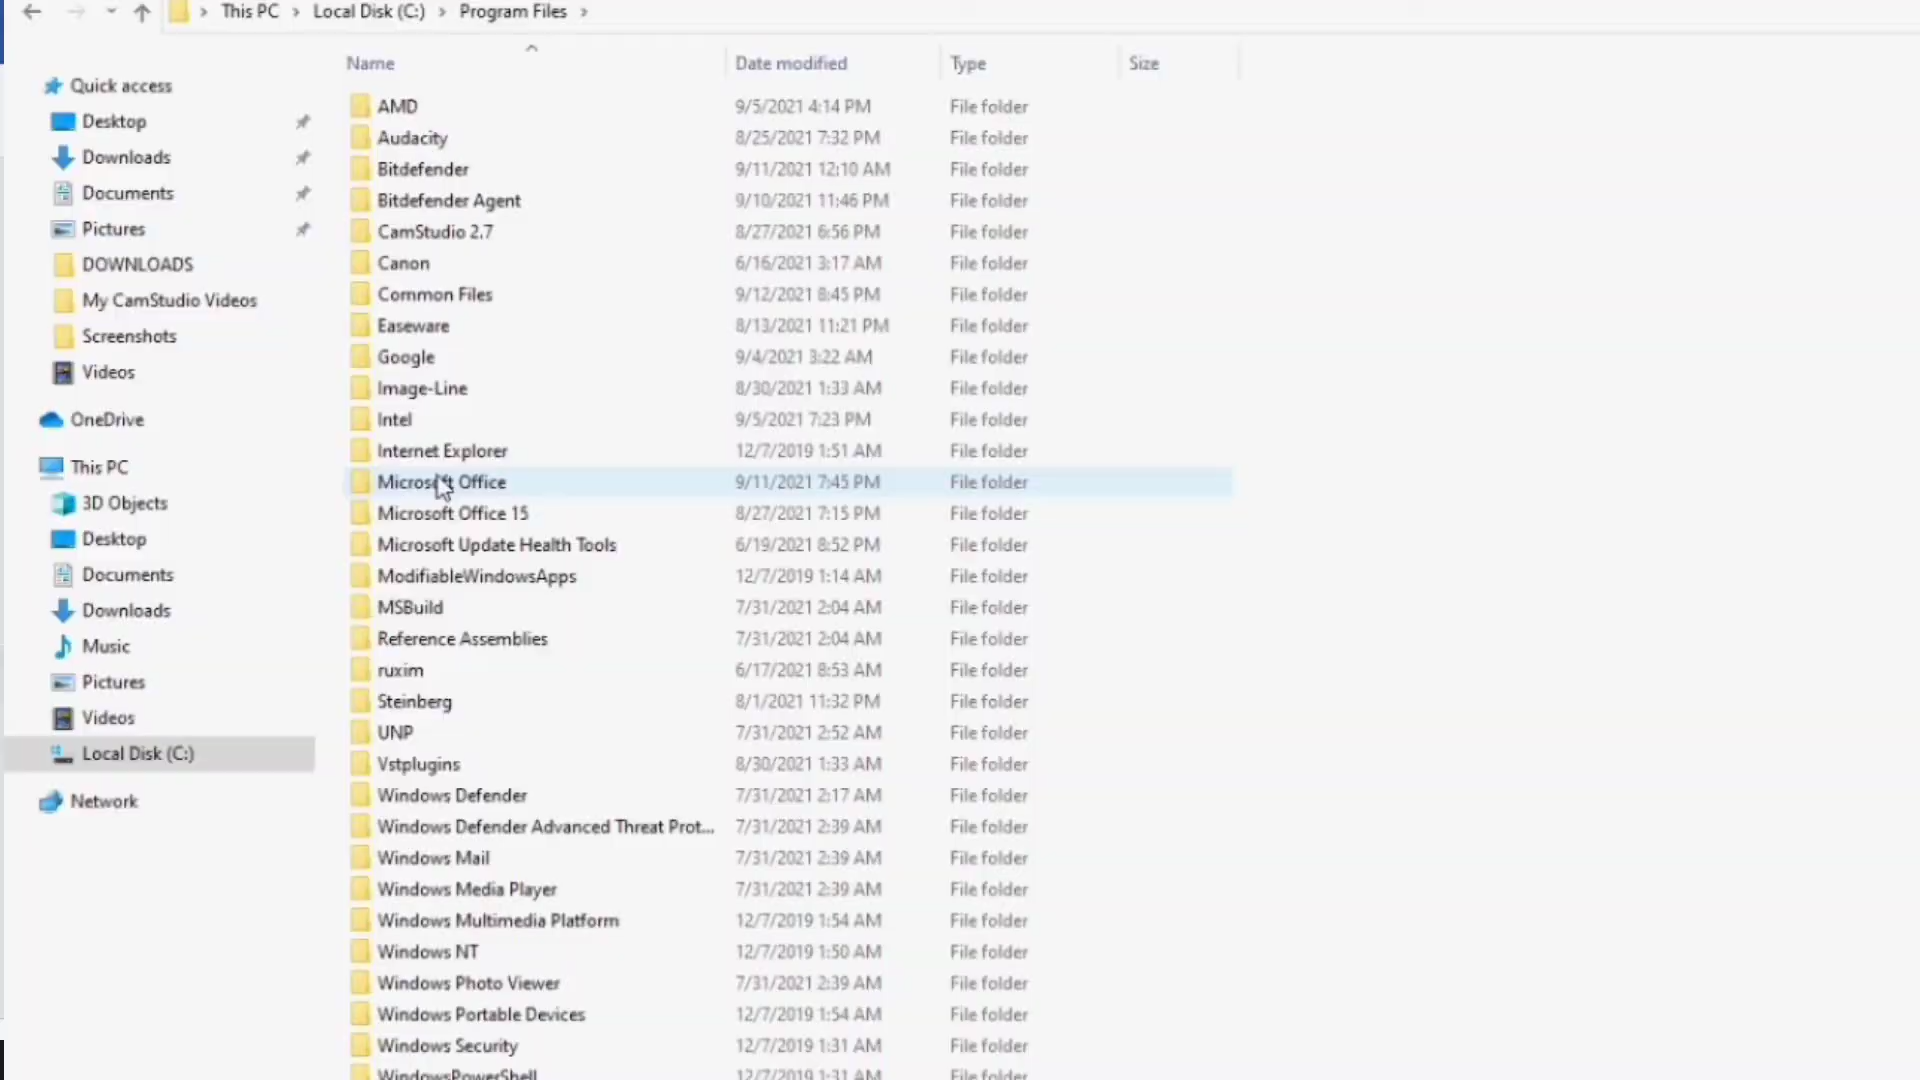 This PC > Local Disk (C:) > Program Files >
Name Date modified Type Size
Quick access
Desktop
Downloads
Documents
Pictures
DOWNLOADS
My CamStudio Videos
Screenshots
Videos
OneDrive
This PC
3D Objects
Desktop
Documents
Downloads
Music
Pictures
Videos
Local Disk (C:)
Network
AMD 9/5/2021 4:14 PM File folder
Audacity 8/25/2021 7:32 PM File folder
Bitdefender 9/11/2021 12:10 AM File folder
Bitdefender Agent 9/10/2021 11:46 PM File folder
CamStudio 2.7 8/27/2021 6:56 PM File folder
Canon 6/16/2021 3:17 AM File folder
Common Files 9/12/2021 8:45 PM File folder
Easeware 8/13/2021 11:21 PM File folder
Google 9/4/2021 3:22 AM File folder
Image-Line 8/30/2021 1:33 AM File folder
Intel 9/5/2021 7:23 PM File folder
Internet Explorer 12/7/2019 1:51 AM File folder
Microsoft Office 9/11/2021 7:45 PM File folder
Microsoft Office 15 8/27/2021 7:15 PM File folder
Microsoft Update Health Tools 6/19/2021 8:52 PM File folder
ModifiableWindowsApps 12/7/2019 1:14 AM File folder
MSBuild 7/31/2021 2:04 AM File folder
Reference Assemblies 7/31/2021 2:04 AM File folder
ruxim 6/17/2021 8:53 AM File folder
Steinberg 8/1/2021 11:32 PM File folder
UNP 7/31/2021 2:52 AM File folder
Vstplugins 8/30/2021 1:33 AM File folder
Windows Defender 7/31/2021 2:17 AM File folder
Windows Defender Advanced Threat Prot... 7/31/2021 2:39 AM File folder
Windows Mail 7/31/2021 2:39 AM File folder
Windows Media Player 7/31/2021 2:39 AM File folder
Windows Multimedia Platform 12/7/2019 1:54 AM File folder
Windows NT 12/7/2019 1:50 AM File folder
Windows Photo Viewer 7/31/2021 2:39 AM File folder
Windows Portable Devices 12/7/2019 1:54 AM File folder
Windows Security 12/7/2019 1:31 AM File folder
WindowsPowerShell 12/7/2019 1:31 AM File folder